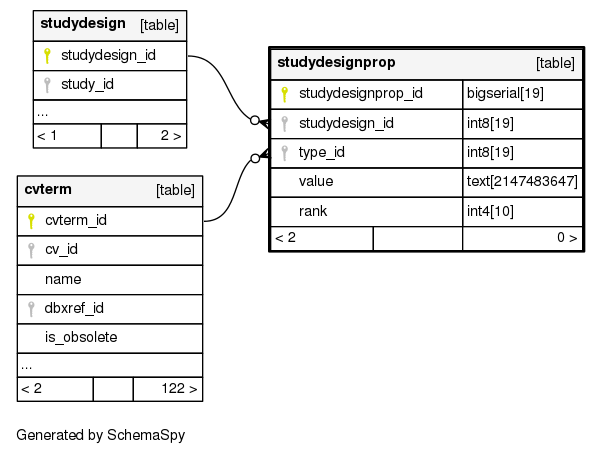 studydesign [table]
studydesign_id
study_id
...
< 1 2 >
studydesignprop [table]
studydesignprop_id bigserial[19]
studydesign_id int8[19]
type_id int8[19]
value text[2147483647]
rank int4[10]
< 2 0 >
cvterm [table]
cvterm_id
cv_id
name
dbxref_id
is_obsolete
...
< 2 122 >
Generated by SchemaSpy